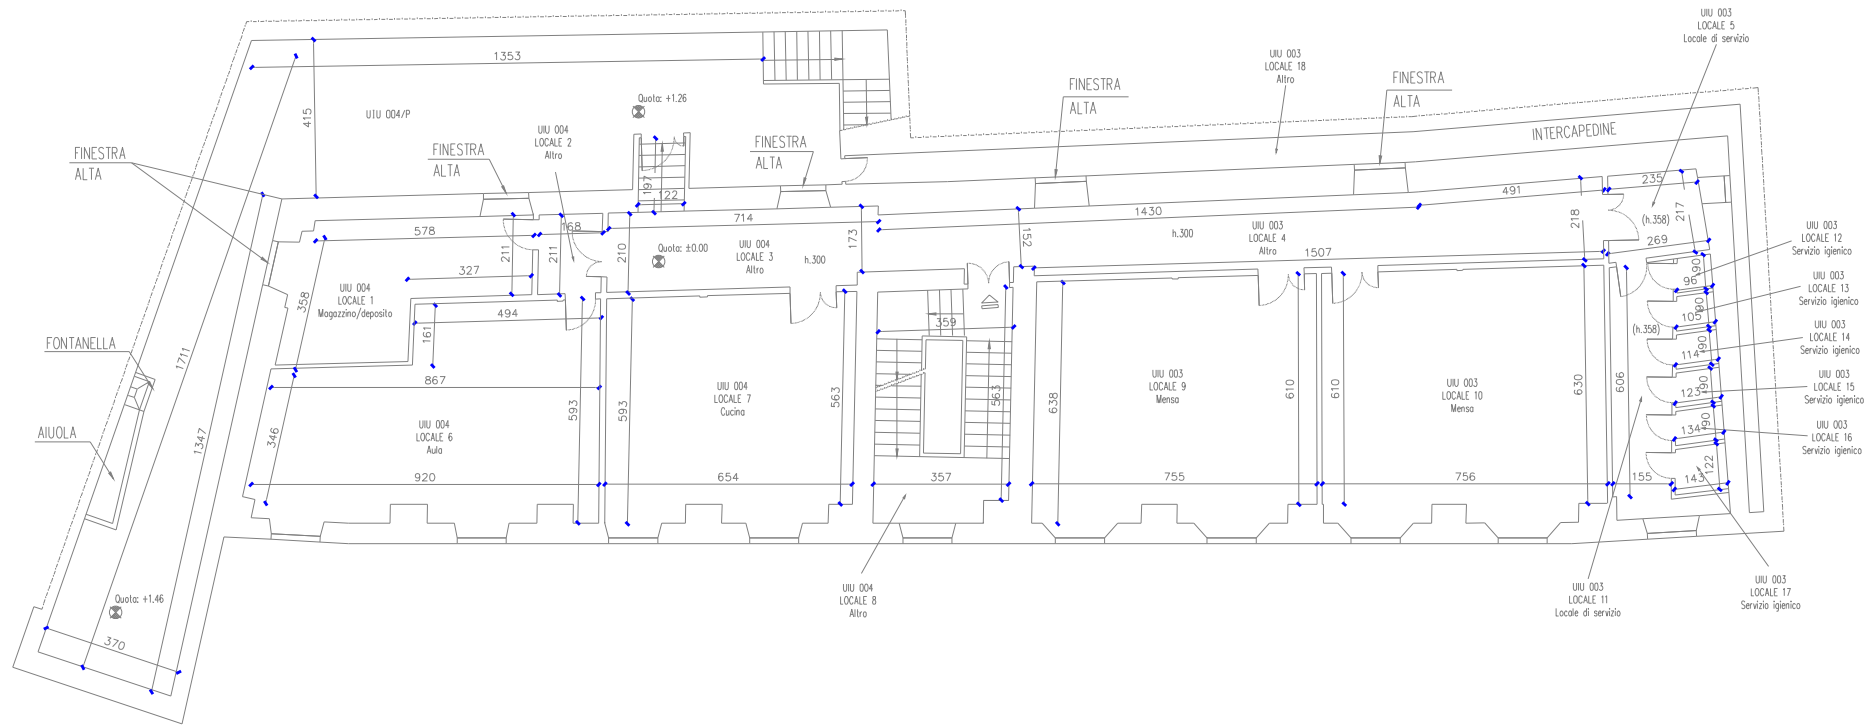 UIU 003
LOCALE 5
Locale di servizio
UIU 003
LOCALE 18
Altro
1353
FINESTRA
ALTA
FINESTRA
ALTA
415
UIU 004/P
Quota: +1.26
UIU 004
LOCALE 2
Altro
FINESTRA
ALTA
FINESTRA
ALTA
FINESTRA
ALTA
INTERCAPEDINE
197
122
235
491
217
218
(h.358)
1430
714
168
578
211
211
210
173
152
Quota: ±0.00
UIU 004
LOCALE 3
Altro
h.300
h.300
UIU 003
LOCALE 4
Altro
1507
269
UIU 003
LOCALE 12
Servizio igienico
327
358
UIU 004
LOCALE 1
Magazzino/deposito
494
161
90
96
UIU 003
LOCALE 13
Servizio igienico
90
105
(h.358)
359
FONTANELLA
1711
867
UIU 003
LOCALE 14
Servizio igienico
90
114
UIU 004
LOCALE 7
Cucina
563
563
593
593
UIU 003
LOCALE 9
Mensa
638
610
610
UIU 003
LOCALE 10
Mensa
630
606
UIU 003
LOCALE 15
Servizio igienico
90
123
AIUOLA
1347
346
UIU 004
LOCALE 6
Aula
UIU 003
LOCALE 16
Servizio igienico
90
134
122
920
654
357
755
756
155
143
Quota: +1.46
370
UIU 004
LOCALE 8
Altro
UIU 003
LOCALE 11
Locale di servizio
UIU 003
LOCALE 17
Servizio igienico